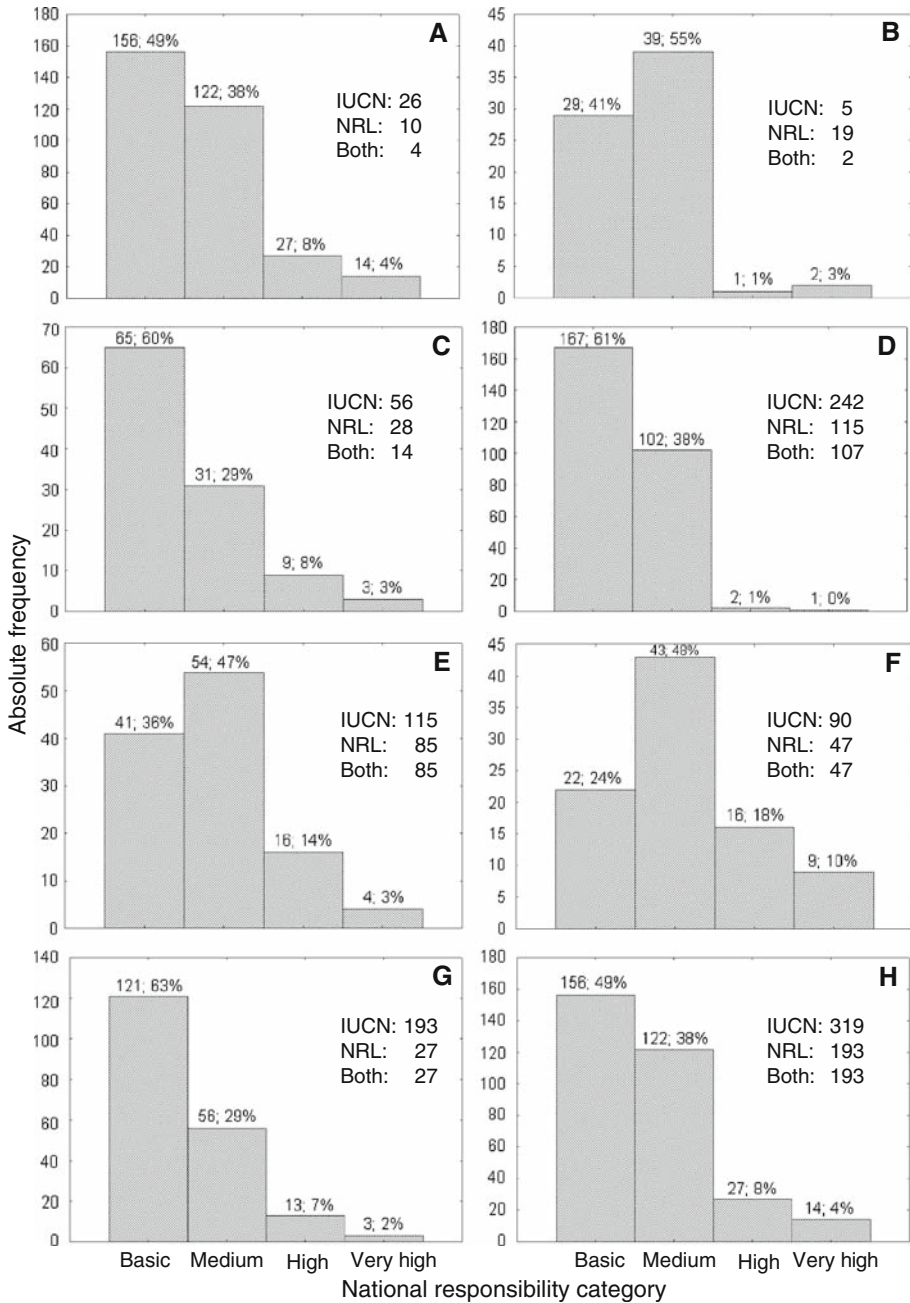 Absolute frequency
A
180
160
140
120
100
80
60
40
20
0
156; 49%
122; 38%
27; 8%
14; 4%
IUCN: 26
NRL: 10
Both: 4
B
45
40
35
30
25
20
15
10
5
0
29; 41%
39; 55%
1; 1%
2; 3%
IUCN: 5
NRL: 19
Both: 2
C
70
60
50
40
30
20
10
0
65; 60%
31; 29%
9; 8%
3; 3%
IUCN: 56
NRL: 28
Both: 14
D
180
160
140
120
100
80
60
40
20
0
167; 61%
102; 38%
2; 1%
1; 0%
IUCN: 242
NRL: 115
Both: 107
E
60
50
40
30
20
10
0
41; 36%
54; 47%
16; 14%
4; 3%
IUCN: 115
NRL: 85
Both: 85
F
45
40
35
30
25
20
15
10
5
0
22; 24%
43; 48%
16; 18%
9; 10%
IUCN: 90
NRL: 47
Both: 47
G
140
120
100
80
60
40
20
0
121; 63%
56; 29%
13; 7%
3; 2%
IUCN: 193
NRL: 27
Both: 27
Basic Medium High Very high
H
180
160
140
120
100
80
60
40
20
0
156; 49%
122; 38%
27; 8%
14; 4%
IUCN: 319
NRL: 193
Both: 193
Basic Medium High Very high
National responsibility category